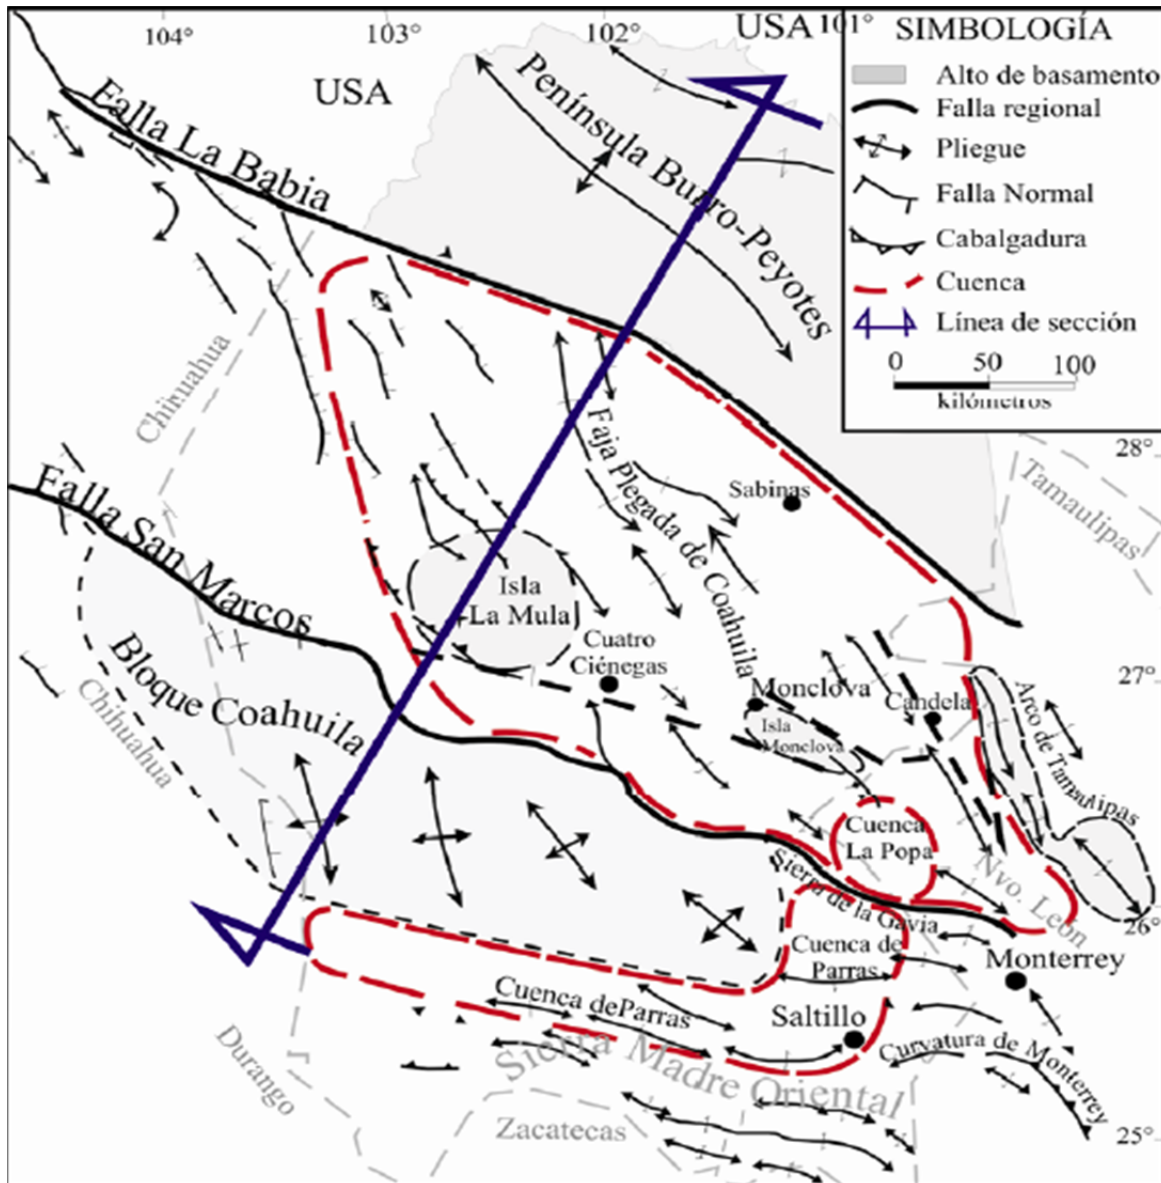 USA
101°
104°
103°
102°
USA
SIMBOLOGÍA
Alto de basamento
Falla regional
Pliegue
Falla Normal
Cabalgadura
Cuenca
Línea de sección
0 50 100
kilómetros
Península Burro-Peyotes
Falla La Babia
Chihuahua
Faja Plegada de Coahuila
Sabinas
28°
Tamaulipas
Falla San Marcos
Isla
La Mula
Cuatro
Ciénegas
27°
Bloque Coahuila
Chihuahua
Monclova
Isla
Monclova
Candela
Arco de Tamaulipas
Cuenca
La Popa
Sierra de la Gavia
Nvo. León
26°
Cuenca de
Parras
Monterrey
Cuenca deParras
Saltillo
Curvatura de Monterrey
Sierra Madre Oriental
Durango
Zacatecas
25°